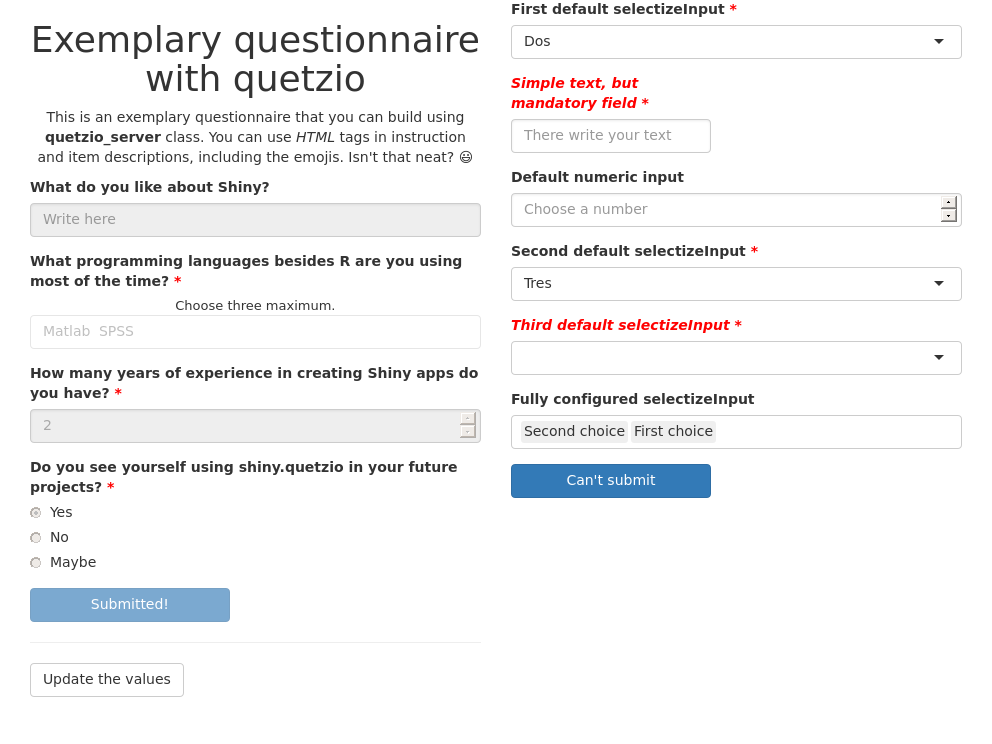 Exemplary questionnaire
with quetzio
This is an exemplary questionnaire that you can build using
quetzio_server class. You can use HTML tags in instruction
and item descriptions, including the emojis. Isn't that neat? 😃
What do you like about Shiny?
Write here
What programming languages besides R are you using
most of the time? *
Choose three maximum.
Matlab SPSS
How many years of experience in creating Shiny apps do
you have? *
2
Do you see yourself using shiny.quetzio in your future
projects? *
Yes
No
Maybe
Submitted!
Update the values
First default selectizeInput *
Dos
Simple text, but
mandatory field *
There write your text
Default numeric input
Choose a number
Second default selectizeInput *
Tres
Third default selectizeInput *
Fully configured selectizeInput
Second choice First choice
Can't submit